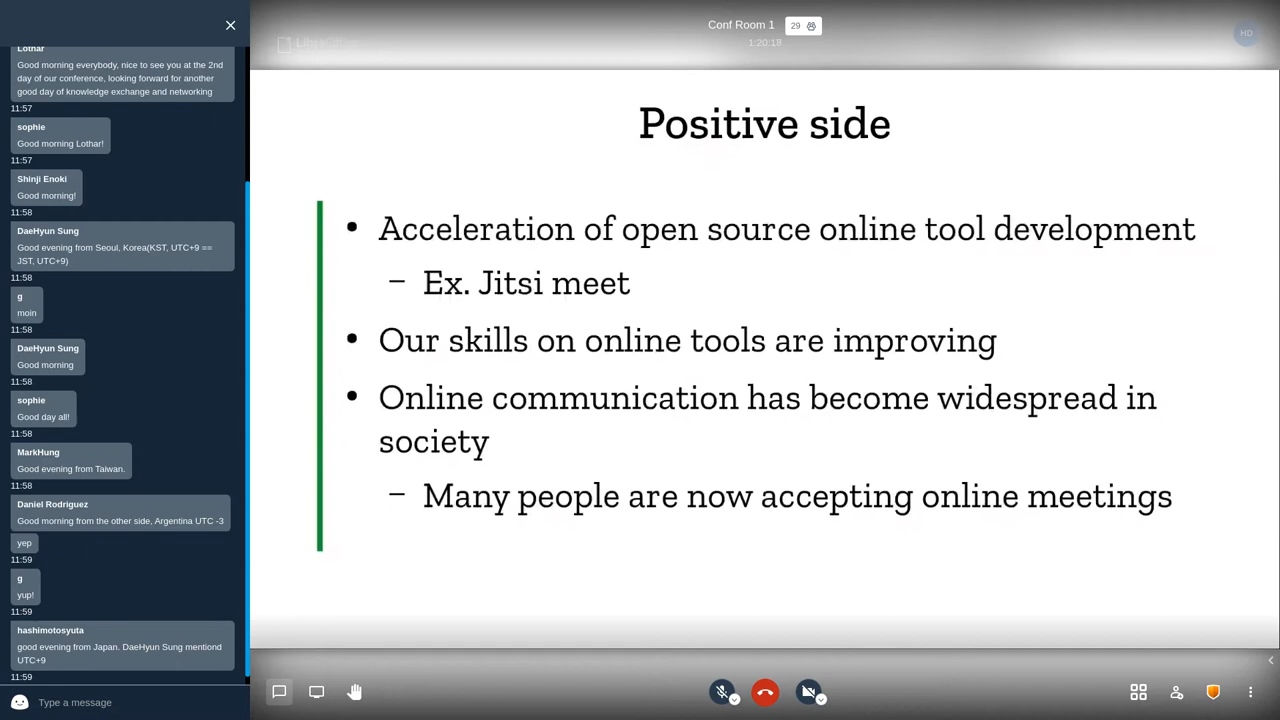 Lothar
Good morning everybody, nice to see you at the 2nd
day of our conference, looking forward for another
good day of knowledge exchange and networking
11:57
sophie
Good morning Lothar!
11:57
Shinji Enoki
Good morning!
11:58
DaeHyun Sung
Good evening from Seoul, Korea(KST, UTC+9 ==
JST, UTC+9)
11:58
g
moin
11:58
DaeHyun Sung
Good morning
11:58
sophie
Good day all!
11:58
MarkHung
Good evening from Taiwan.
11:58
Daniel Rodriguez
Good morning from the other side, Argentina UTC -3
yep
11:59
g
yup!
11:59
hashimotosyuta
good evening from Japan. DaeHyun Sung mentiond
UTC+9
11:59
Type a message
Conf Room 1
29
1:20:18
HD
Positive side
• Acceleration of open source online tool development
– Ex. Jitsi meet
• Our skills on online tools are improving
• Online communication has become widespread in
society
– Many people are now accepting online meetings